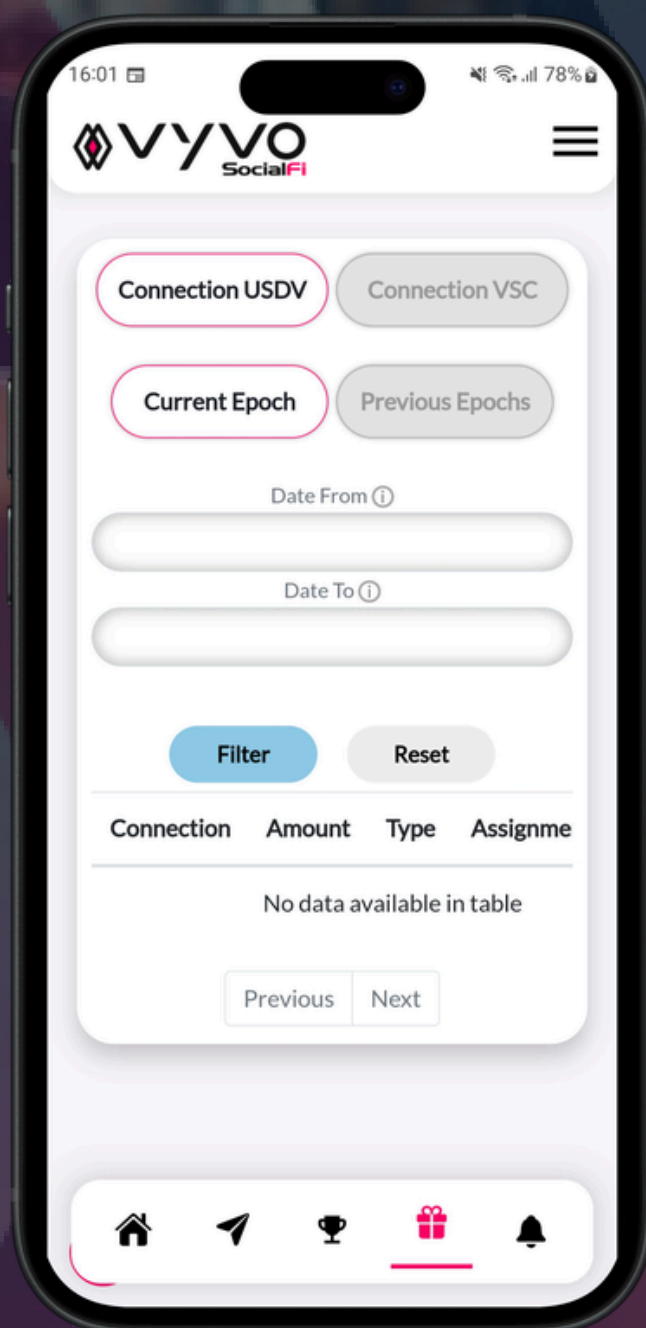 16:01 78%
VYVO
SocialFi
Connection USDV Connection VSC
Current Epoch Previous Epochs
Date From
Date To
Filter Reset
Connection Amount Type Assignme
No data available in table
Previous Next